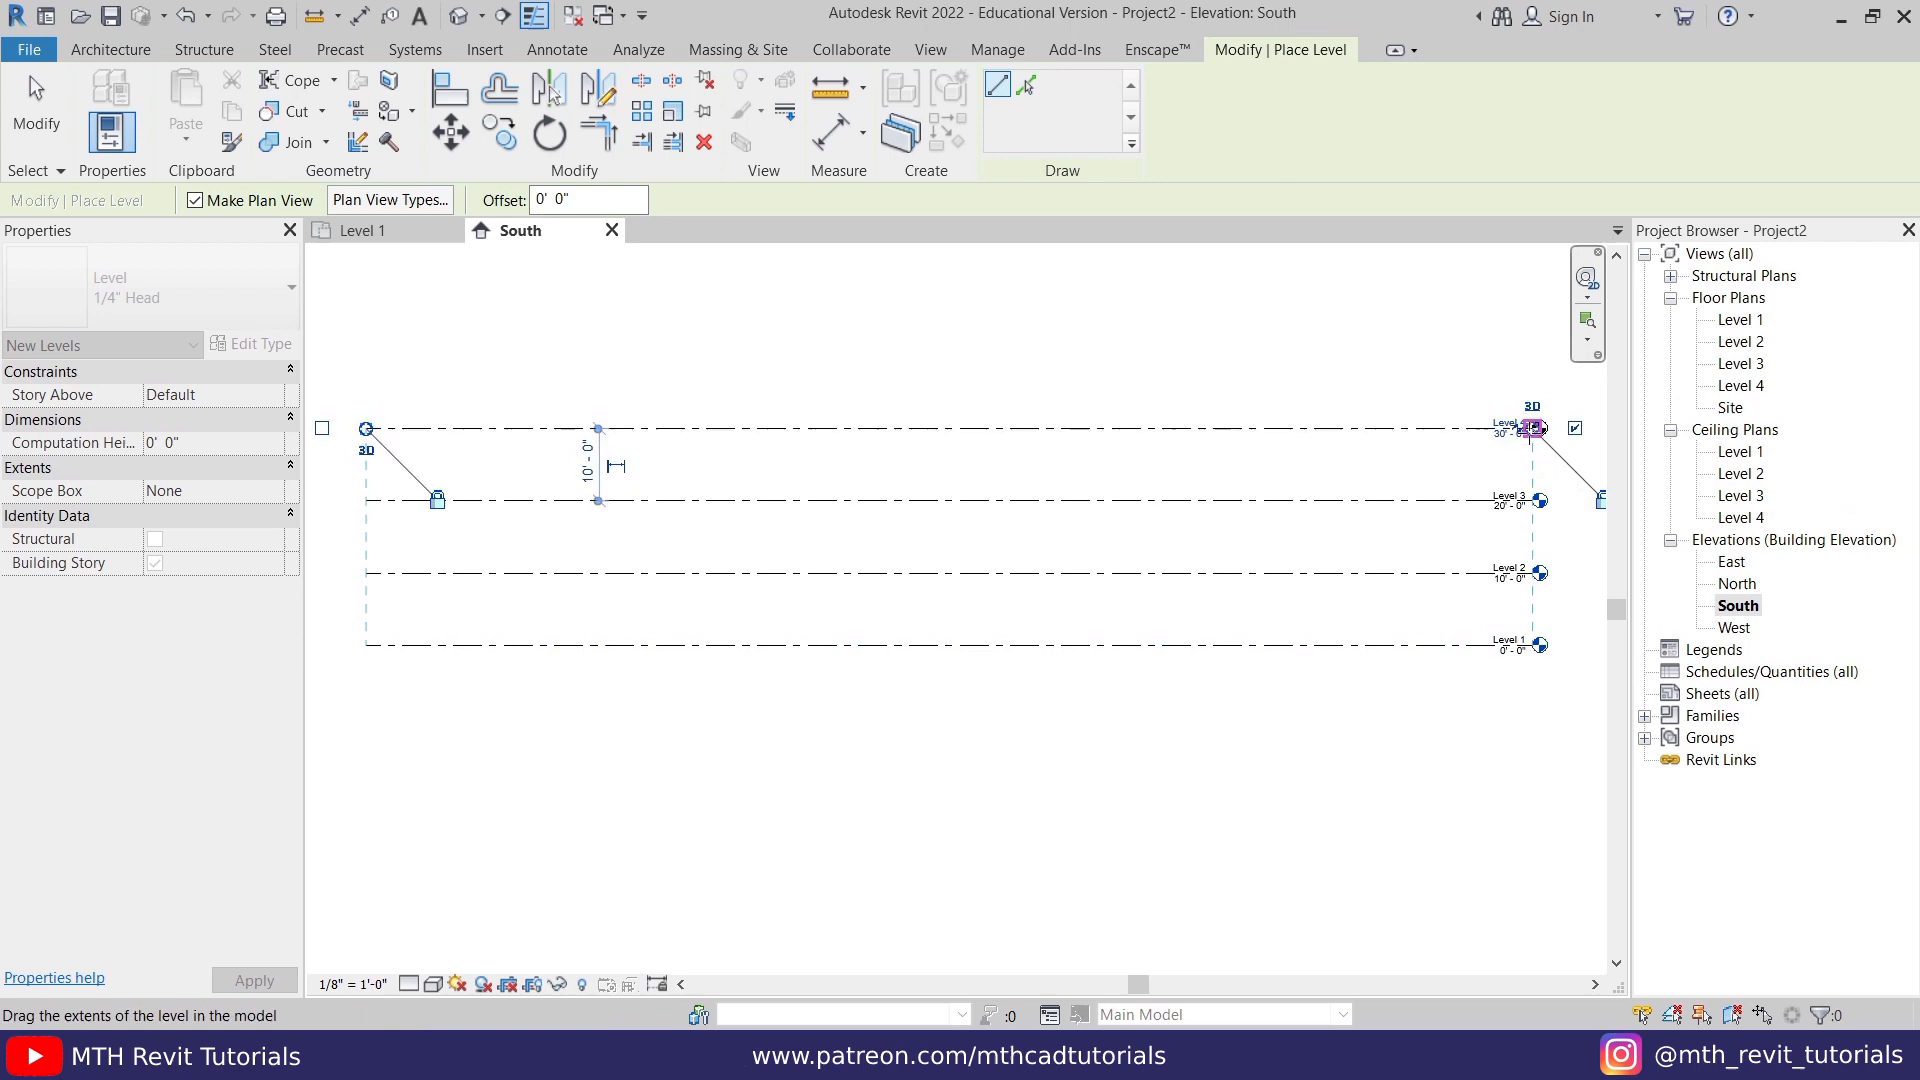 Autodesk Revit 2022 - Educational Version - Project2 - Elevation: South
Sign In
File Architecture Structure Steel Precast Systems Insert Annotate Analyze Massing & Site Collaborate View Manage Add-Ins Enscape™ Modify | Place Level
Modify
Paste
Cope
Cut
Join
Select Properties Clipboard Geometry Modify View Measure Create Draw
Modify | Place Level Make Plan View Plan View Types... Offset: 0' 0"
Properties
Level 1
South
Project Browser - Project2
Level
1/4" Head
New Levels Edit Type
Constraints
Story Above Default
Dimensions
Computation Hei... 0' 0"
Extents
Scope Box None
Identity Data
Structural
Building Story
Properties help
Apply
2D
3D
3D
10' - 0"
Level 3
20' - 0"
Level 2
10' - 0"
Level 1
0' - 0"
Views (all)
Structural Plans
Floor Plans
Level 1
Level 2
Level 3
Level 4
Site
Ceiling Plans
Level 1
Level 2
Level 3
Level 4
Elevations (Building Elevation)
East
North
South
West
Legends
Schedules/Quantities (all)
Sheets (all)
Families
Groups
Revit Links
1/8" = 1'-0"
Drag the extents of the level in the model
:0
Main Model
:0
MTH Revit Tutorials
www.patreon.com/mthcadtutorials
@mth_revit_tutorials